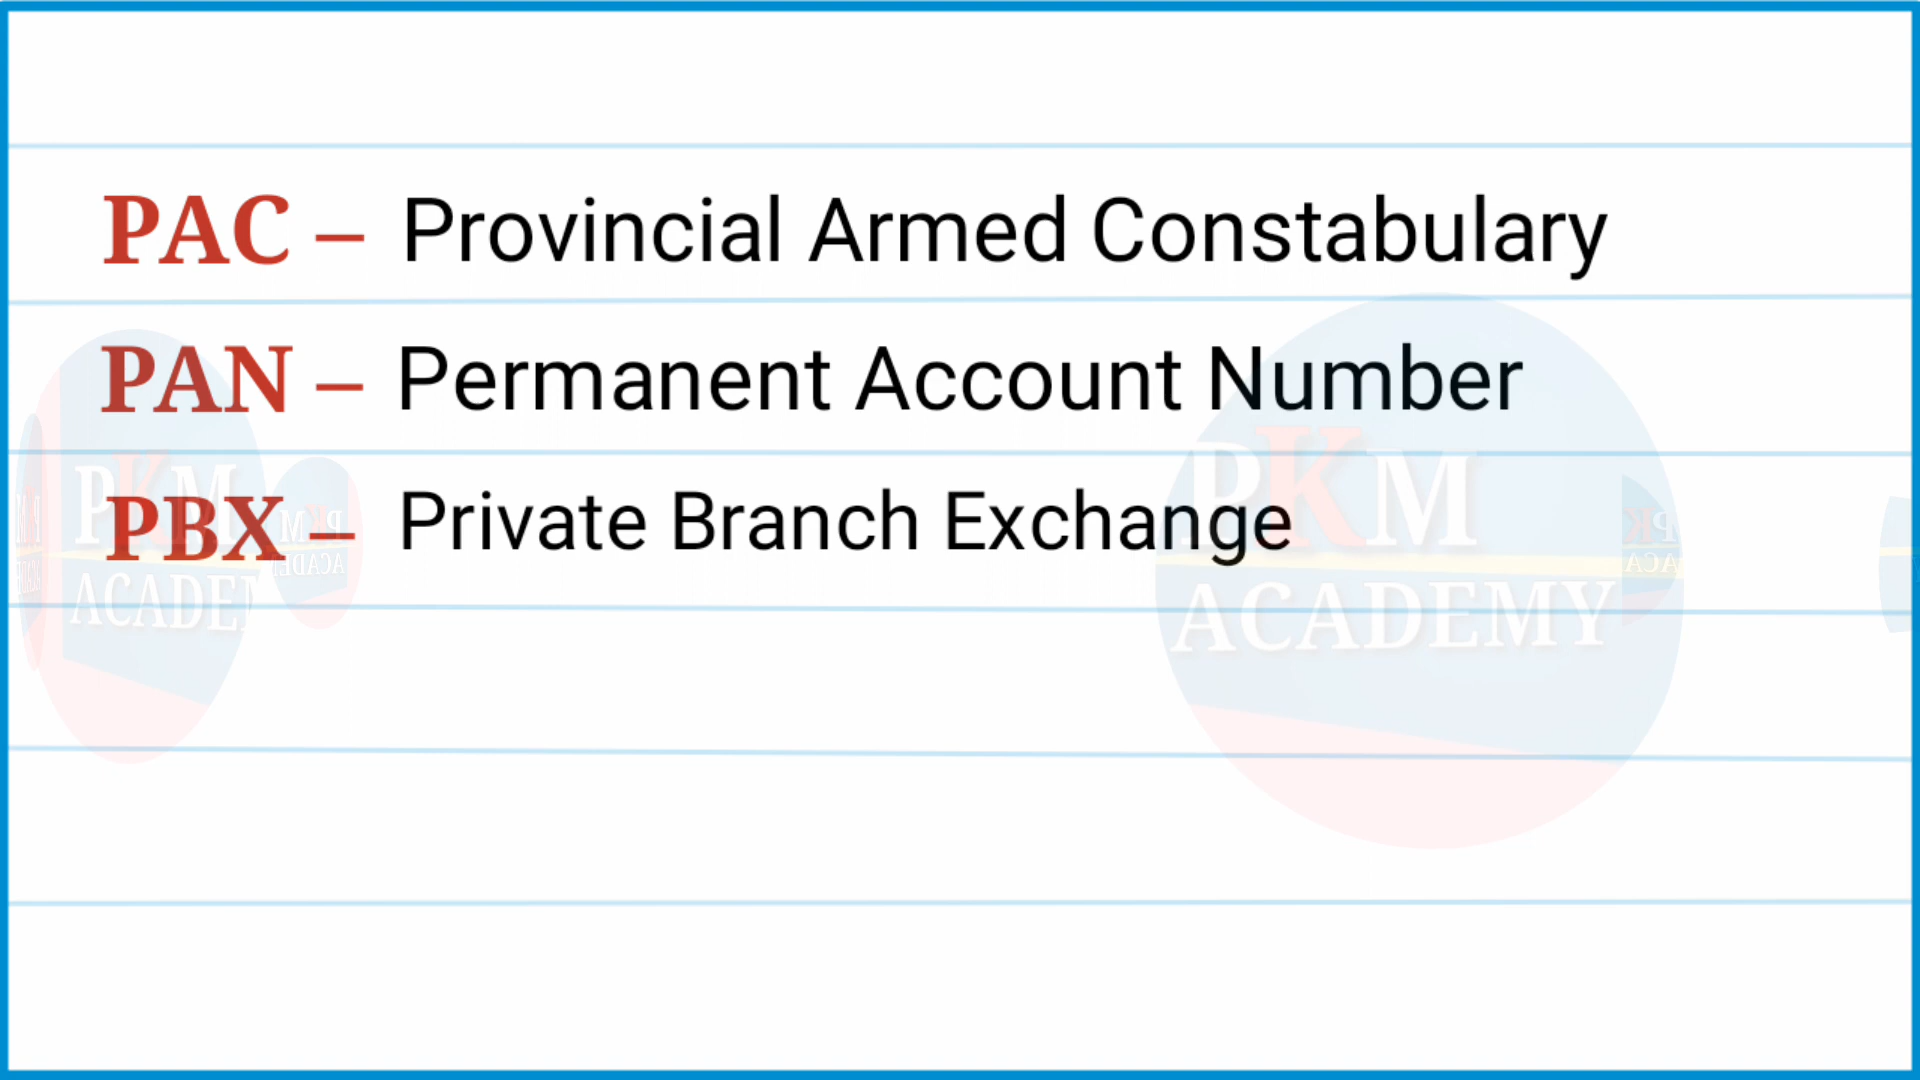 PAC – Provincial Armed Constabulary
PAN – Permanent Account Number
PBX – Private Branch Exchange
PKM
ACADEMY